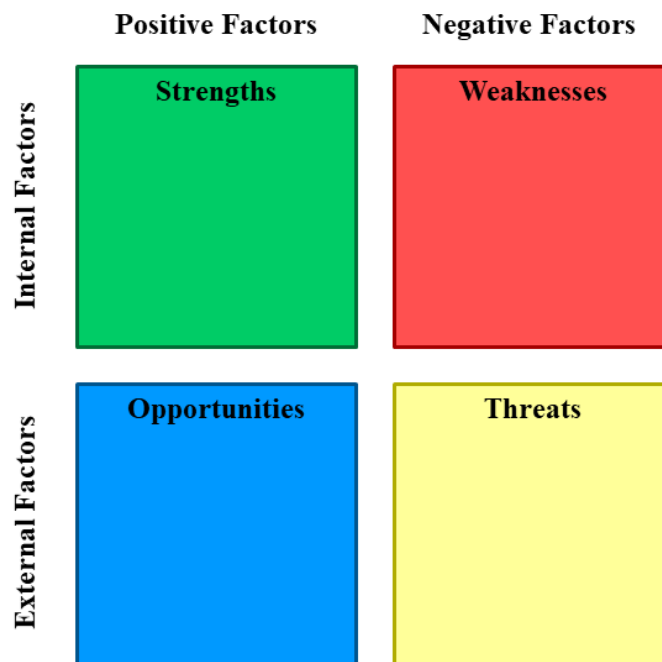 Positive Factors
Negative Factors
Internal Factors
Strengths
Weaknesses
External Factors
Opportunities
Threats